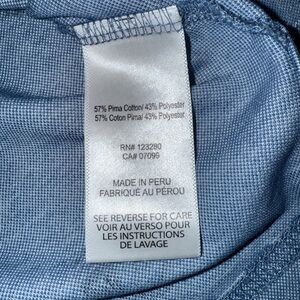 57% Pima Cotton/ 43% Polyester
57% Coton Pima/ 43% Polyester
RN# 123280
CA# 07099
MADE IN PERU
FABRIQUÉ AU PÉROU
SEE REVERSE FOR CARE
VOIR AU VERSO POUR
LES INSTRUCTIONS
DE LAVAGE